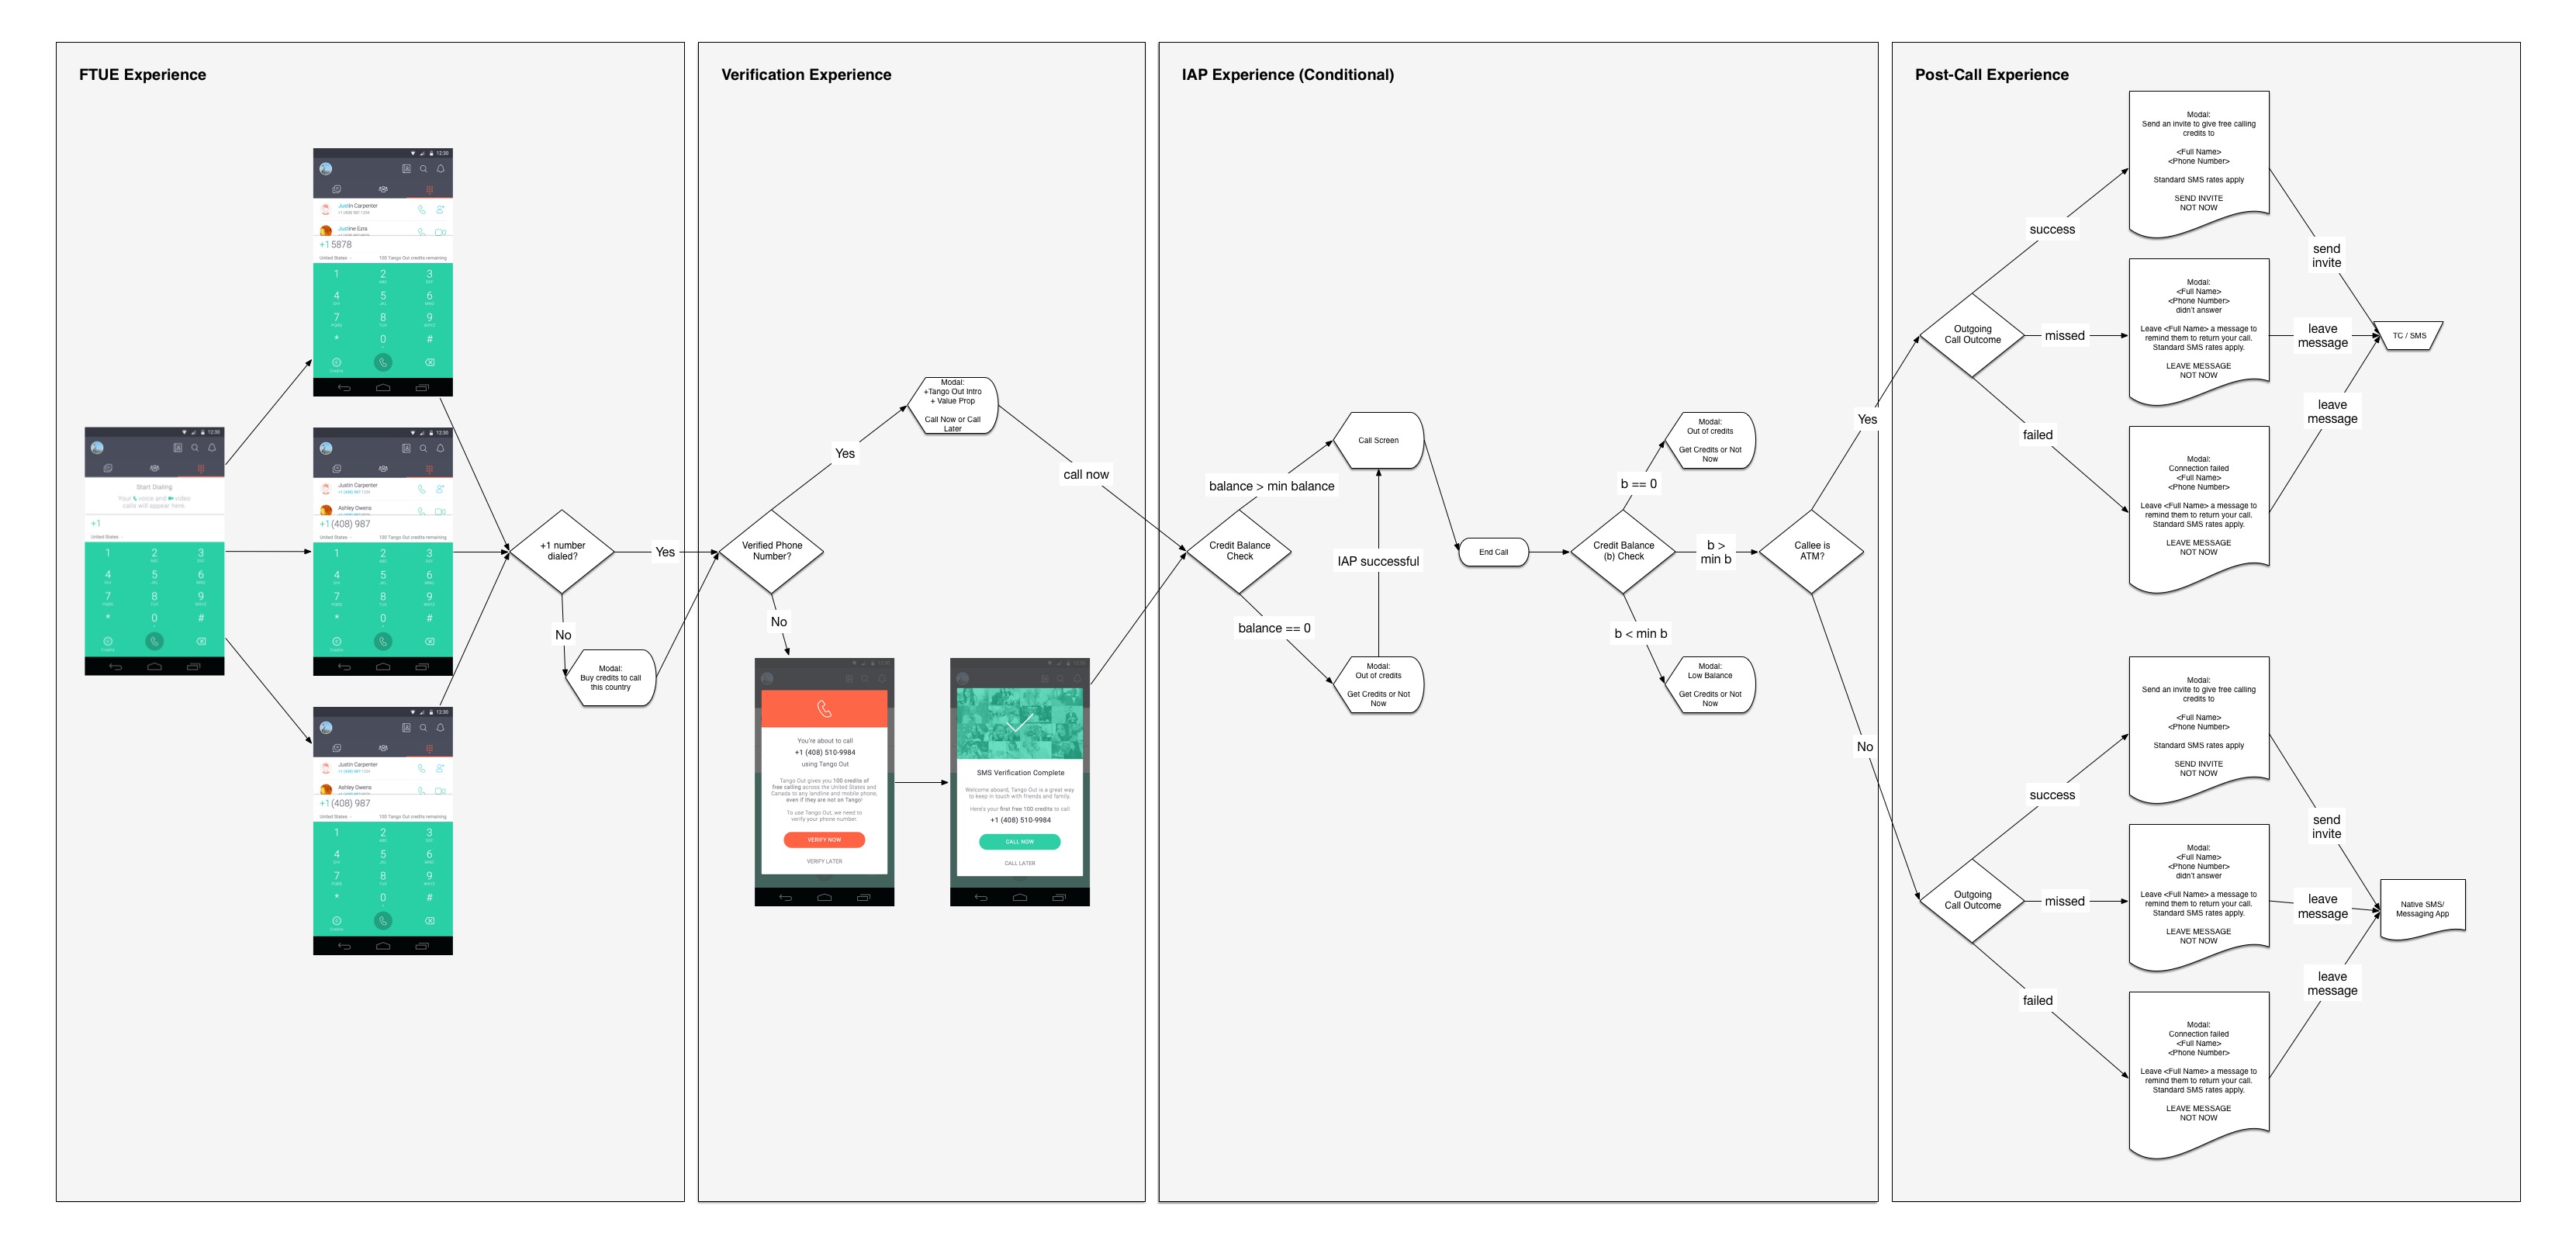 FTUE Experience
12:30
Start Dialing
Your voice and video
calls will appear here.
+1
United States
1 2 3
4 5 6
7 8 9
* 0 #
12:30
Justin Carpenter
+1 (408) 987 1234
Justine Ezra
+1 5878
United States
100 Tango Out credits remaining
1 2 3
4 5 6
7 8 9
* 0 #
12:30
Justin Carpenter
+1 (408) 987 1234
Ashley Owens
+1 (408) 987
United States
100 Tango Out credits remaining
1 2 3
4 5 6
7 8 9
* 0 #
12:30
Justin Carpenter
+1 (408) 987 1234
Ashley Owens
+1 (408) 987
United States
100 Tango Out credits remaining
1 2 3
4 5 6
7 8 9
* 0 #
+1 number
dialed?
Yes
No
Modal:
Buy credits to call
this country
Verification Experience
Verified Phone
Number?
Yes
Modal:
+Tango Out Intro
+ Value Prop
Call Now or Call
Later
call now
No
You're about to call
+1 (408) 510-9984
using Tango Out
Tango Out gives you 100 credits of
free calling across the United States and
Canada to any landline and mobile phone,
even if they are not on Tango!
To use Tango Out, we need to
verify your phone number.
VERIFY NOW
VERIFY LATER
SMS Verification Complete
Welcome aboard, Tango Out is a great way
to keep in touch with friends and family.
Here's your first free 100 credits to call:
+1 (408) 510-9984
CALL NOW
CALL LATER
IAP Experience (Conditional)
Credit Balance
Check
balance > min balance
Call Screen
IAP successful
balance == 0
Modal:
Out of credits
Get Credits or Not
Now
End Call
Credit Balance
(b) Check
b == 0
Modal:
Out of credits
Get Credits or Not
Now
b >
min b
b < min b
Modal:
Low Balance
Get Credits or Not
Now
Callee is
ATM?
Yes
No
Post-Call Experience
Outgoing
Call Outcome
success
Modal:
Send an invite to give free calling
credits to
<Full Name>
<Phone Number>
Standard SMS rates apply
SEND INVITE
NOT NOW
send
invite
missed
Modal:
<Full Name>
<Phone Number>
didn't answer
Leave <Full Name> a message to
remind them to return your call.
Standard SMS rates apply.
LEAVE MESSAGE
NOT NOW
leave
message
TC / SMS
failed
Modal:
Connection failed
<Full Name>
<Phone Number>
Leave <Full Name> a message to
remind them to return your call.
Standard SMS rates apply.
LEAVE MESSAGE
NOT NOW
leave
message
Outgoing
Call Outcome
success
Modal:
Send an invite to give free calling
credits to
<Full Name>
<Phone Number>
Standard SMS rates apply
SEND INVITE
NOT NOW
send
invite
missed
Modal:
<Full Name>
<Phone Number>
didn't answer
Leave <Full Name> a message to
remind them to return your call.
Standard SMS rates apply.
LEAVE MESSAGE
NOT NOW
leave
message
Native SMS/
Messaging App
failed
Modal:
Connection failed
<Full Name>
<Phone Number>
Leave <Full Name> a message to
remind them to return your call.
Standard SMS rates apply.
LEAVE MESSAGE
NOT NOW
leave
message